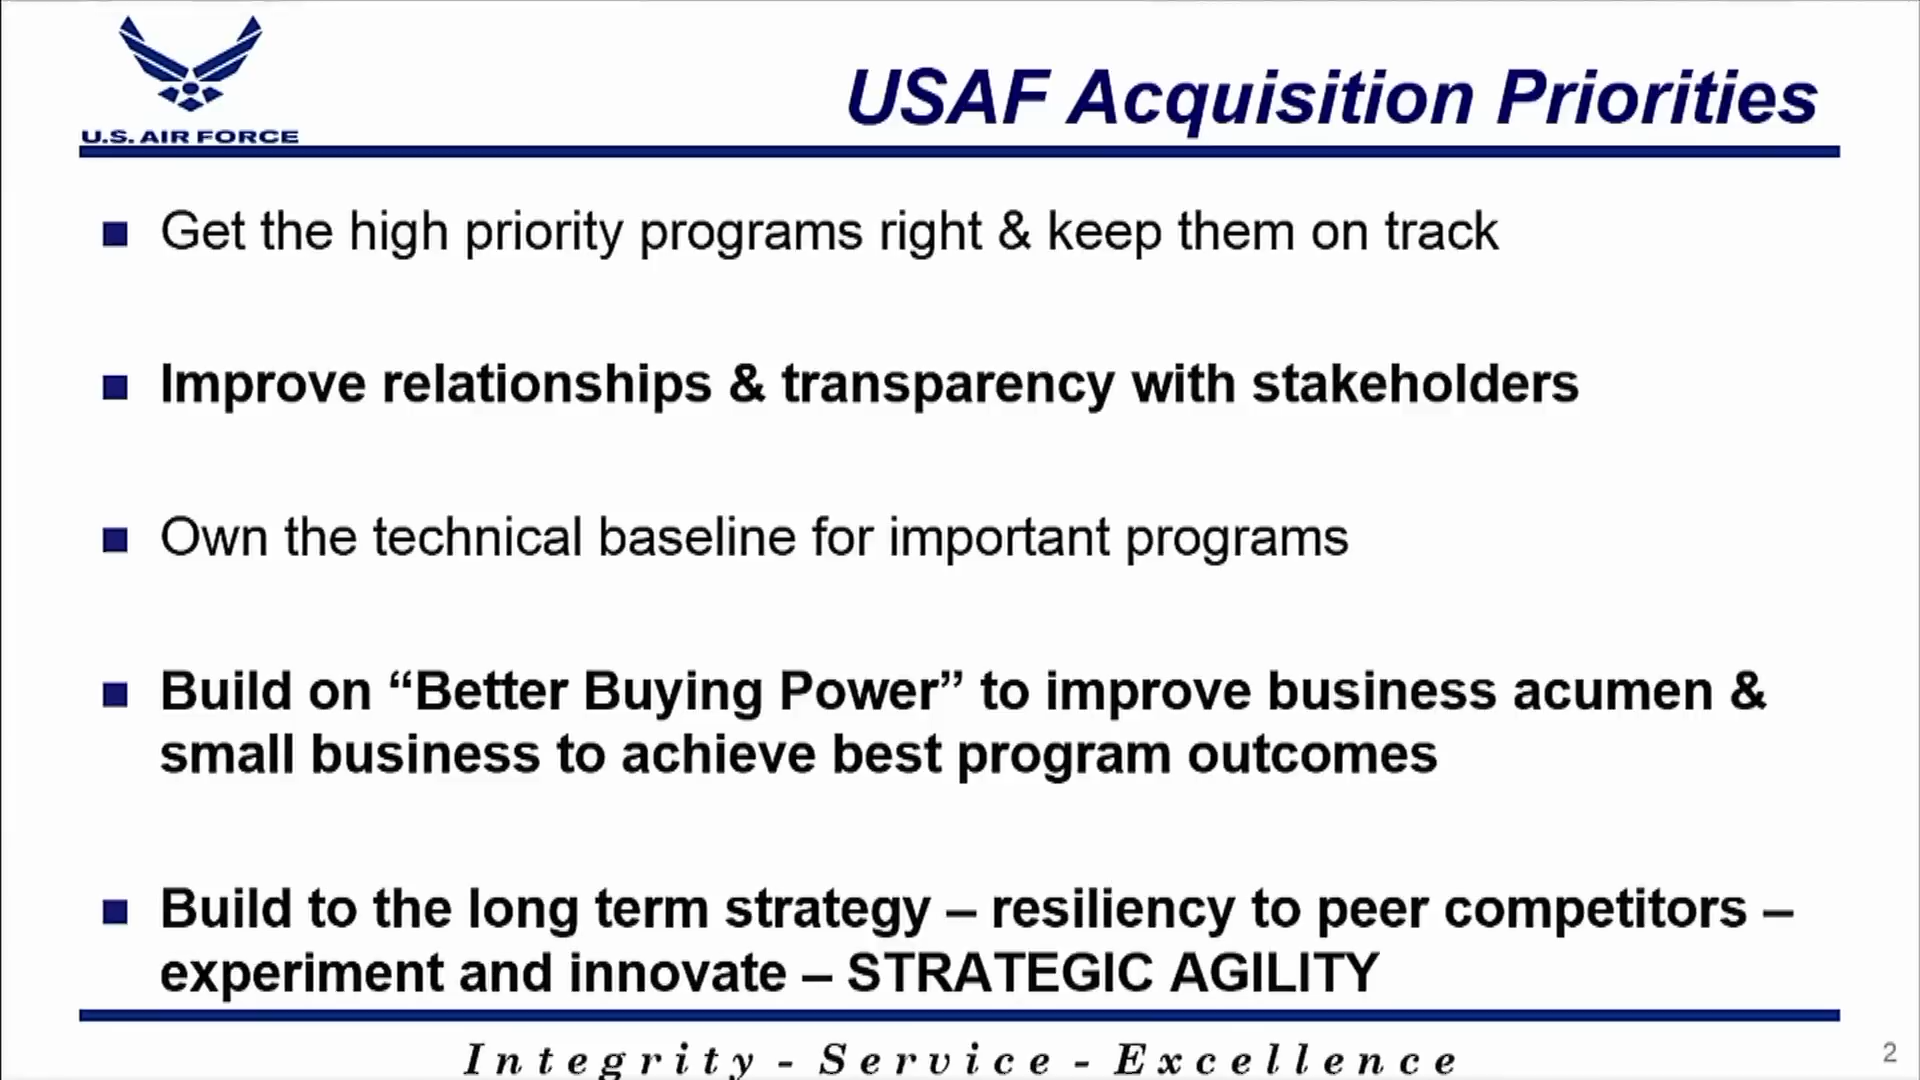 U.S. AIR FORCE
USAF Acquisition Priorities
Get the high priority programs right & keep them on track
Improve relationships & transparency with stakeholders
Own the technical baseline for important programs
Build on “Better Buying Power” to improve business acumen &
small business to achieve best program outcomes
Build to the long term strategy – resiliency to peer competitors –
experiment and innovate – STRATEGIC AGILITY
Integrity - Service - Excellence
2